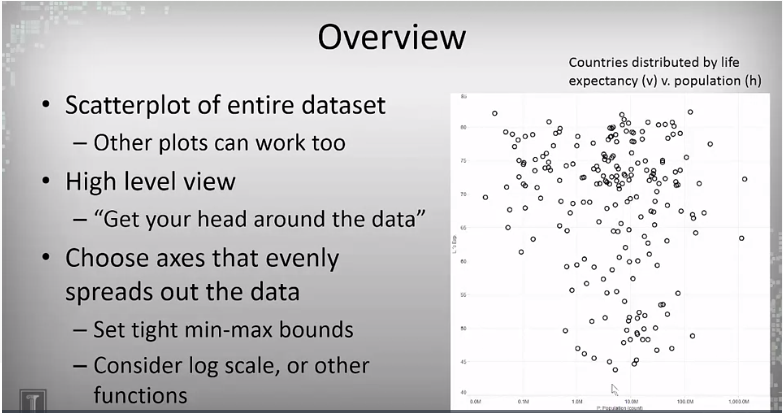 Overview
Countries distributed by life
expectancy (v) v. population (h)
• Scatterplot of entire dataset
– Other plots can work too
• High level view
– “Get your head around the data”
• Choose axes that evenly
spreads out the data
– Set tight min-max bounds
– Consider log scale, or other
functions
85
80
75
70
65
60
55
50
45
40
0.0M 0.1M 1.0M 10.0M 100.0M 1,000.0M
P. Population (count)